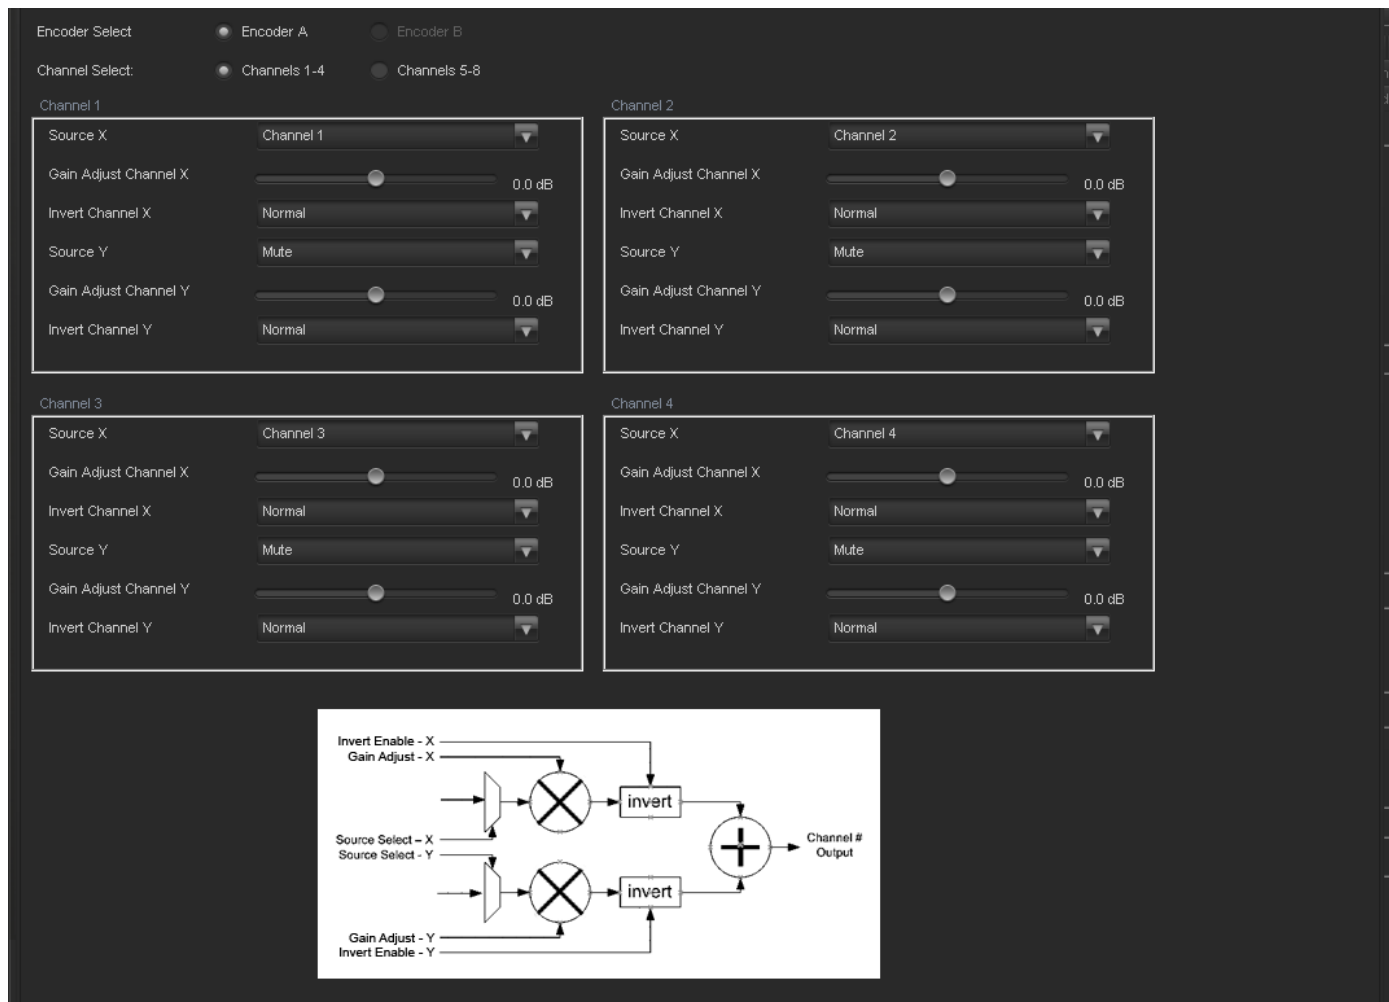 Encoder Select Encoder A Encoder B
Channel Select: Channels 1-4 Channels 5-8
Channel 1
Source X Channel 1
Gain Adjust Channel X 0.0 dB
Invert Channel X Normal
Source Y Mute
Gain Adjust Channel Y 0.0 dB
Invert Channel Y Normal
Channel 2
Source X Channel 2
Gain Adjust Channel X 0.0 dB
Invert Channel X Normal
Source Y Mute
Gain Adjust Channel Y 0.0 dB
Invert Channel Y Normal
Channel 3
Source X Channel 3
Gain Adjust Channel X 0.0 dB
Invert Channel X Normal
Source Y Mute
Gain Adjust Channel Y 0.0 dB
Invert Channel Y Normal
Channel 4
Source X Channel 4
Gain Adjust Channel X 0.0 dB
Invert Channel X Normal
Source Y Mute
Gain Adjust Channel Y 0.0 dB
Invert Channel Y Normal
Invert Enable - X
Gain Adjust - X
invert
Source Select – X
Source Select - Y
Channel #
Output
invert
Gain Adjust - Y
Invert Enable - Y